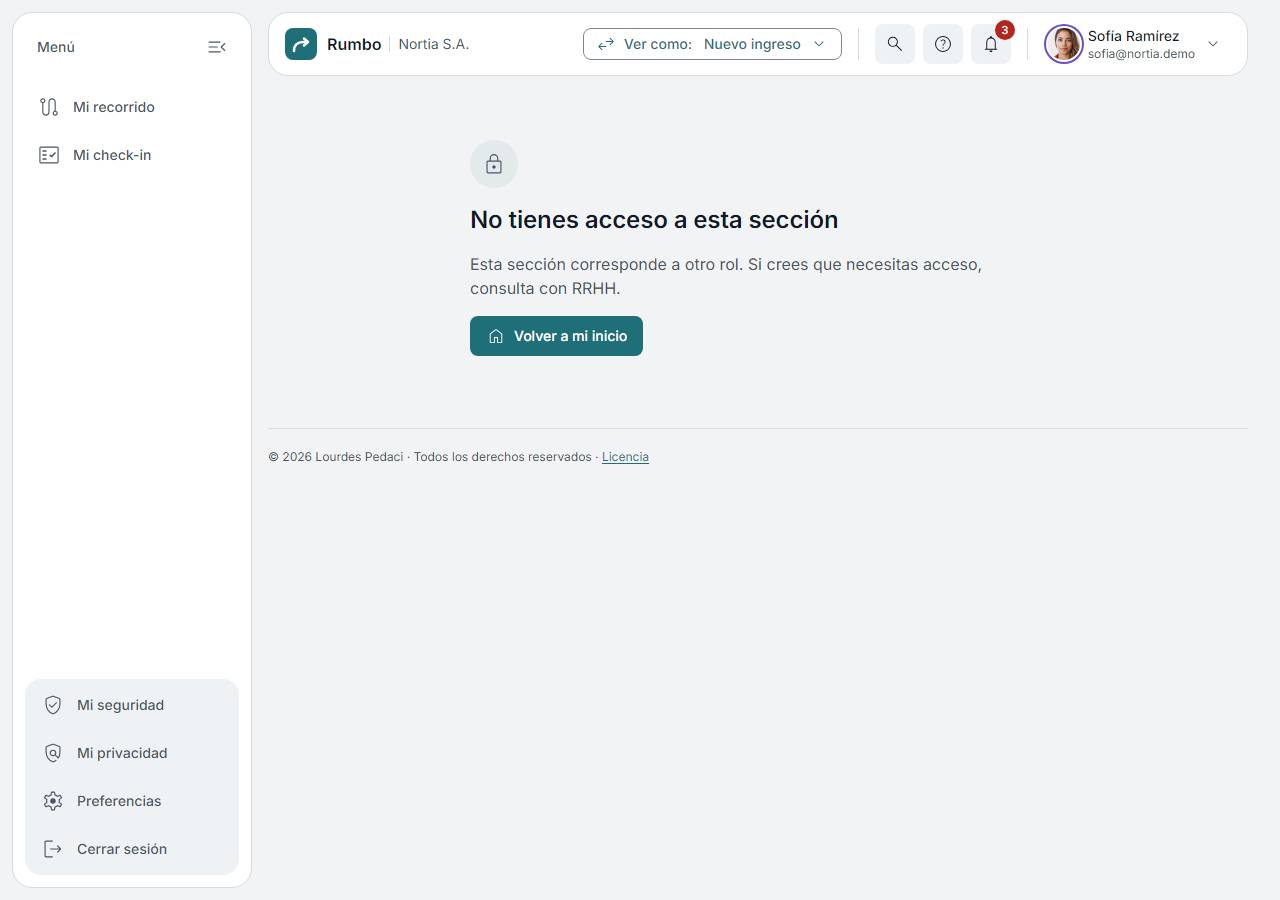 Menú
Mi recorrido
Mi check-in
Mi seguridad
Mi privacidad
Preferencias
Cerrar sesión
Rumbo Nortia S.A.
Ver como: Nuevo ingreso
3
Sofía Ramírez
sofia@nortia.demo
No tienes acceso a esta sección
Esta sección corresponde a otro rol. Si crees que necesitas acceso,
consulta con RRHH.
Volver a mi inicio
© 2026 Lourdes Pedaci · Todos los derechos reservados · Licencia